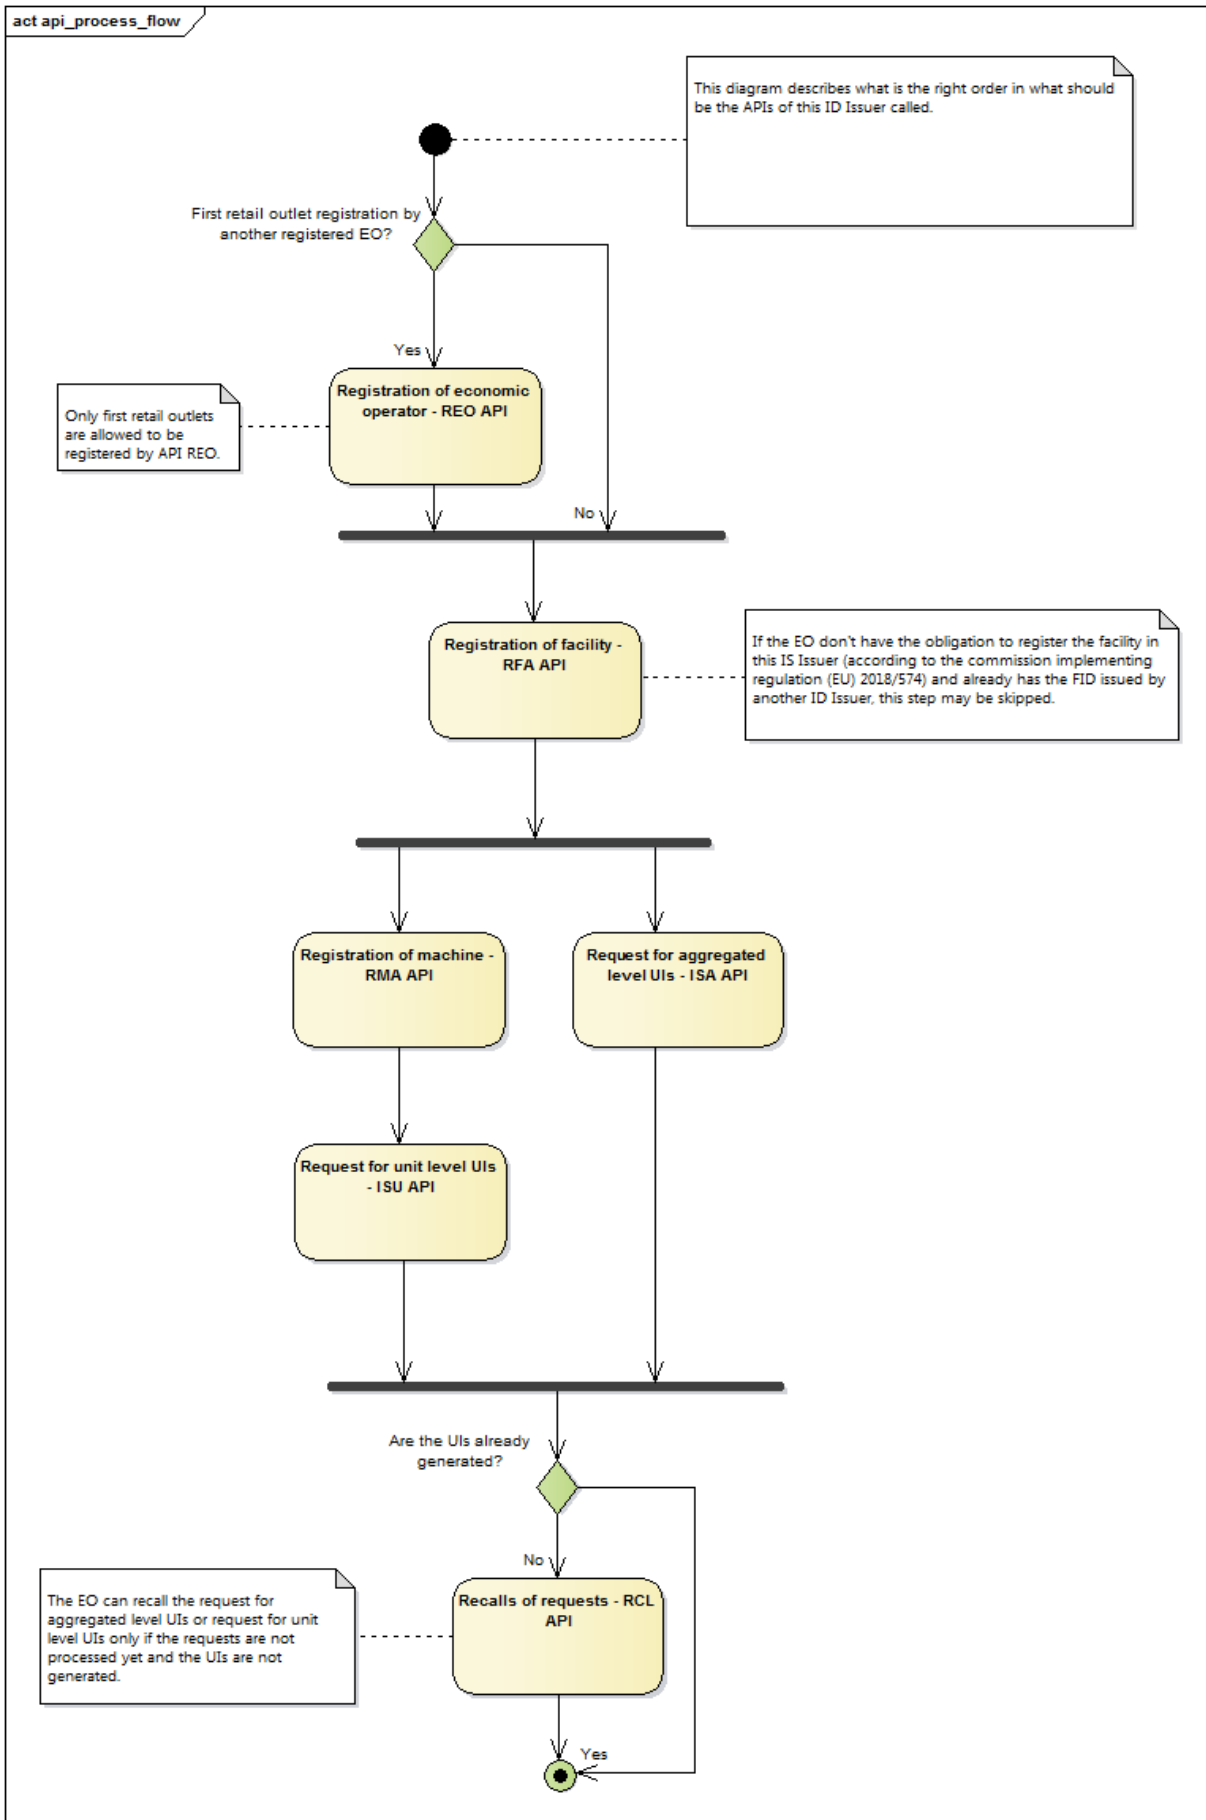 act api_process_flow
This diagram describes what is the right order in what should
be the APIs of this ID Issuer called.
First retail outlet registration by
another registered EO?
Yes
Registration of economic
operator - REO API
Only first retail outlets
are allowed to be
registered by API REO.
No
Registration of facility -
RFA API
If the EO don't have the obligation to register the facility in
this IS Issuer (according to the commission implementing
regulation (EU) 2018/574) and already has the FID issued by
another ID Issuer, this step may be skipped.
Registration of machine -
RMA API
Request for aggregated
level UIs - ISA API
Request for unit level UIs
- ISU API
Are the UIs already
generated?
No
Recalls of requests - RCL
API
The EO can recall the request for
aggregated level UIs or request for unit
level UIs only if the requests are not
processed yet and the UIs are not
generated.
Yes